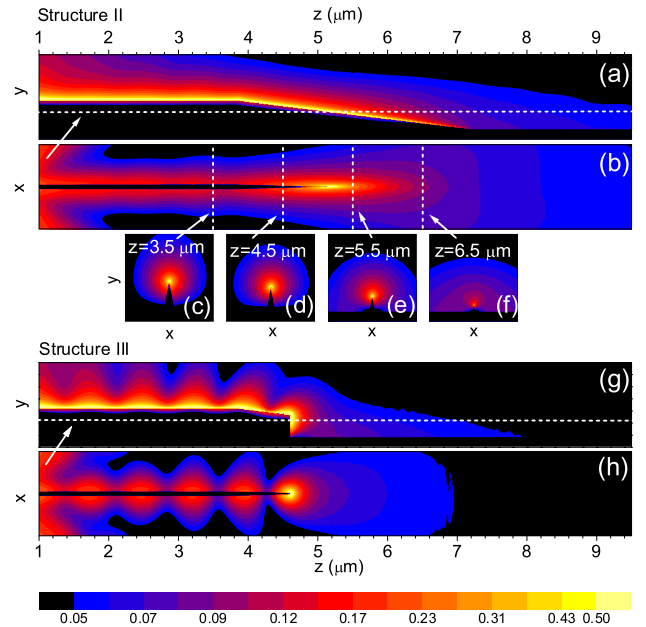 Structure II
z (μm)
1 2 3 4 5 6 7 8 9
y
(a)
x
(b)
z=3.5 μm
z=4.5 μm
z=5.5 μm
z=6.5 μm
y
(c)
(d)
(e)
(f)
x
x
x
x
Structure III
y
(g)
x
(h)
1 2 3 4 5 6 7 8 9
z (μm)
0.05 0.07 0.09 0.12 0.17 0.23 0.31 0.43 0.50